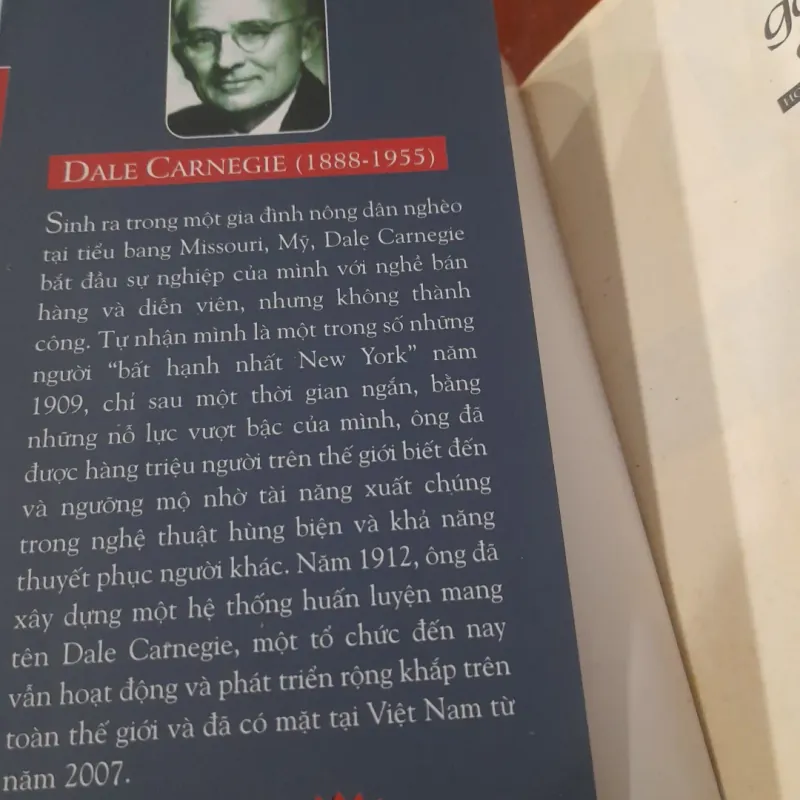 DALE CARNEGIE (1888-1955)
Sinh ra trong một gia đình nông dân nghèo
tại tiểu bang Missouri, Mỹ, Dale Carnegie
bắt đầu sự nghiệp của mình với nghề bán
hàng và diễn viên, nhưng không thành
công. Tự nhận mình là một trong số những
người “bất hạnh nhất New York” năm
1909, chỉ sau một thời gian ngắn, bằng
những nỗ lực vượt bậc của mình, ông đã
được hàng triệu người trên thế giới biết đến
và ngưỡng mộ nhờ tài năng xuất chúng
trong nghệ thuật hùng biện và khả năng
thuyết phục người khác. Năm 1912, ông đã
xây dựng một hệ thống huấn luyện mang
tên Dale Carnegie, một tổ chức đến nay
vẫn hoạt động và phát triển rộng khắp trên
toàn thế giới và đã có mặt tại Việt Nam từ
năm 2007.